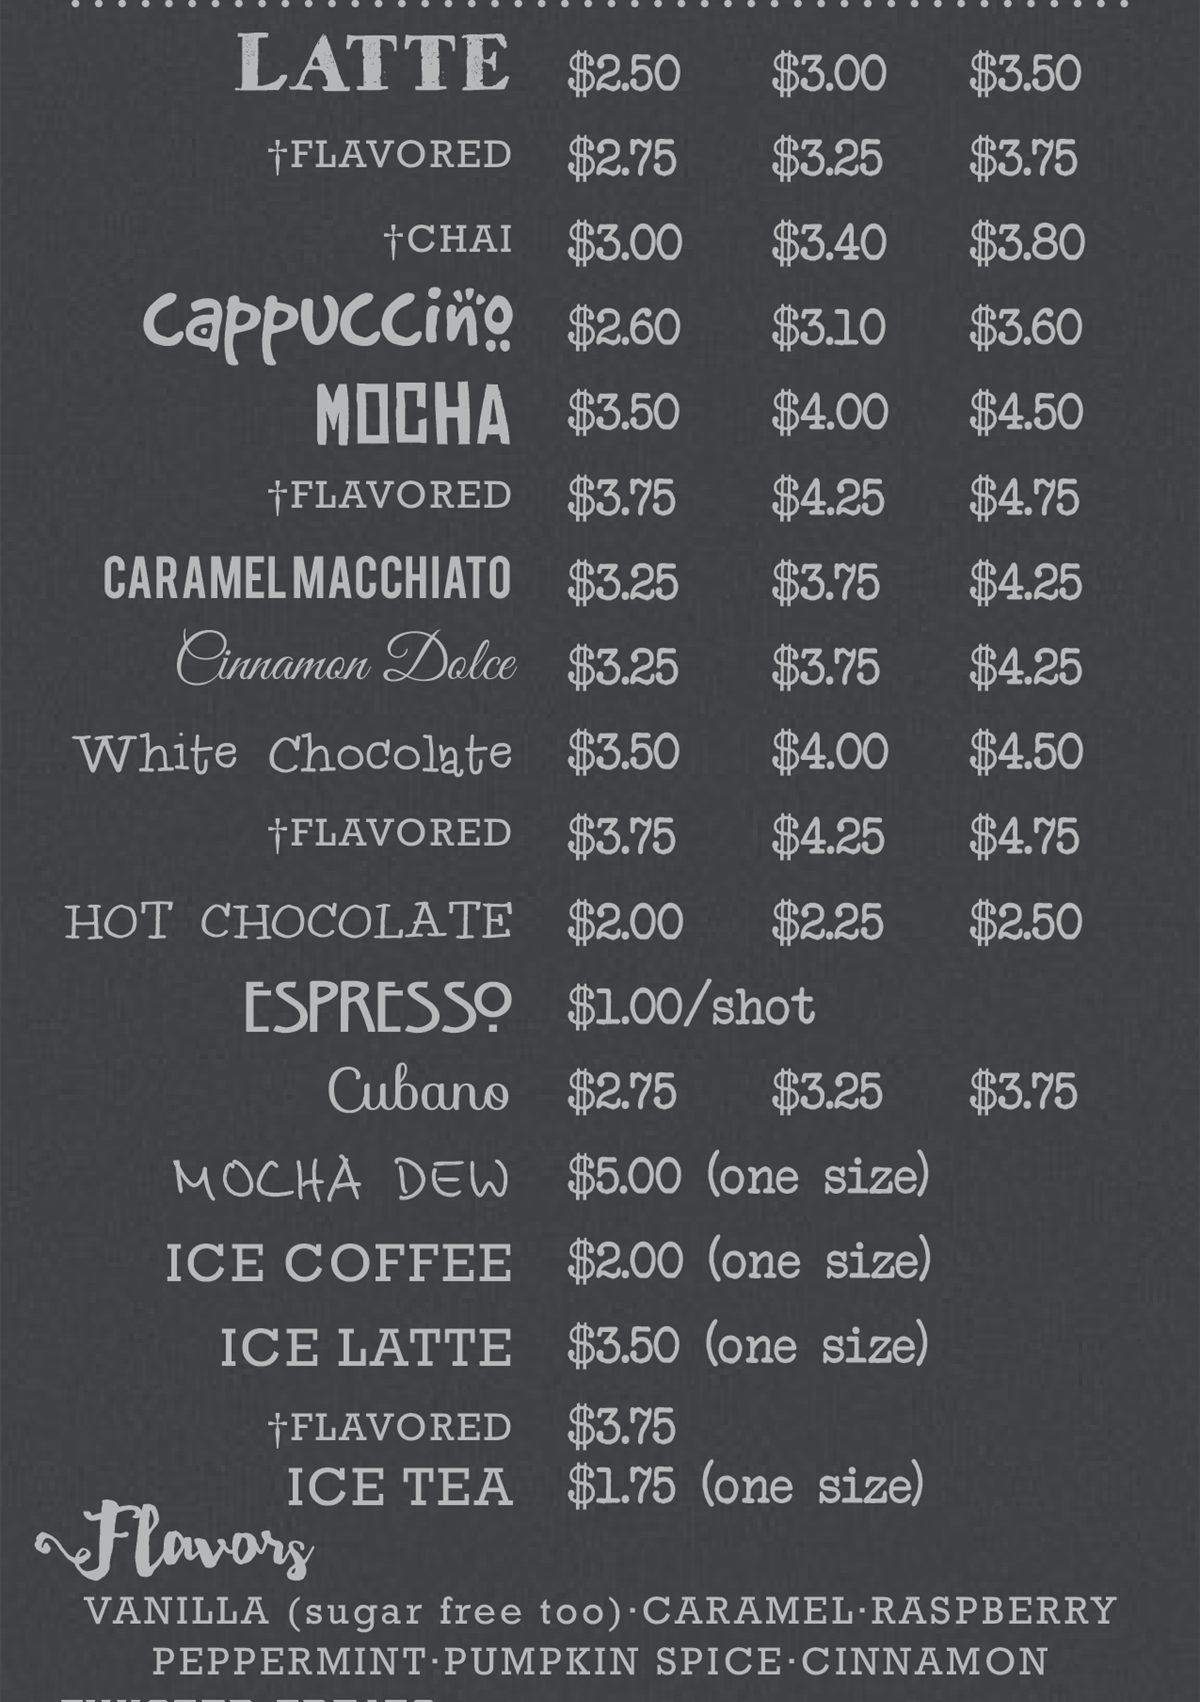 LATTE $2.50 $3.00 $3.50
†FLAVORED $2.75 $3.25 $3.75
†CHAI $3.00 $3.40 $3.80
Cappuccino $2.60 $3.10 $3.60
MOCHA $3.50 $4.00 $4.50
†FLAVORED $3.75 $4.25 $4.75
CARAMEL MACCHIATO $3.25 $3.75 $4.25
Cinnamon Dolce $3.25 $3.75 $4.25
White Chocolate $3.50 $4.00 $4.50
†FLAVORED $3.75 $4.25 $4.75
HOT CHOCOLATE $2.00 $2.25 $2.50
ESPRESSO $1.00/shot
Cubano $2.75 $3.25 $3.75
MOCHA DEW $5.00 (one size)
ICE COFFEE $2.00 (one size)
ICE LATTE $3.50 (one size)
†FLAVORED $3.75
ICE TEA $1.75 (one size)
Flavors
VANILLA (sugar free too)·CARAMEL·RASPBERRY
PEPPERMINT·PUMPKIN SPICE·CINNAMON